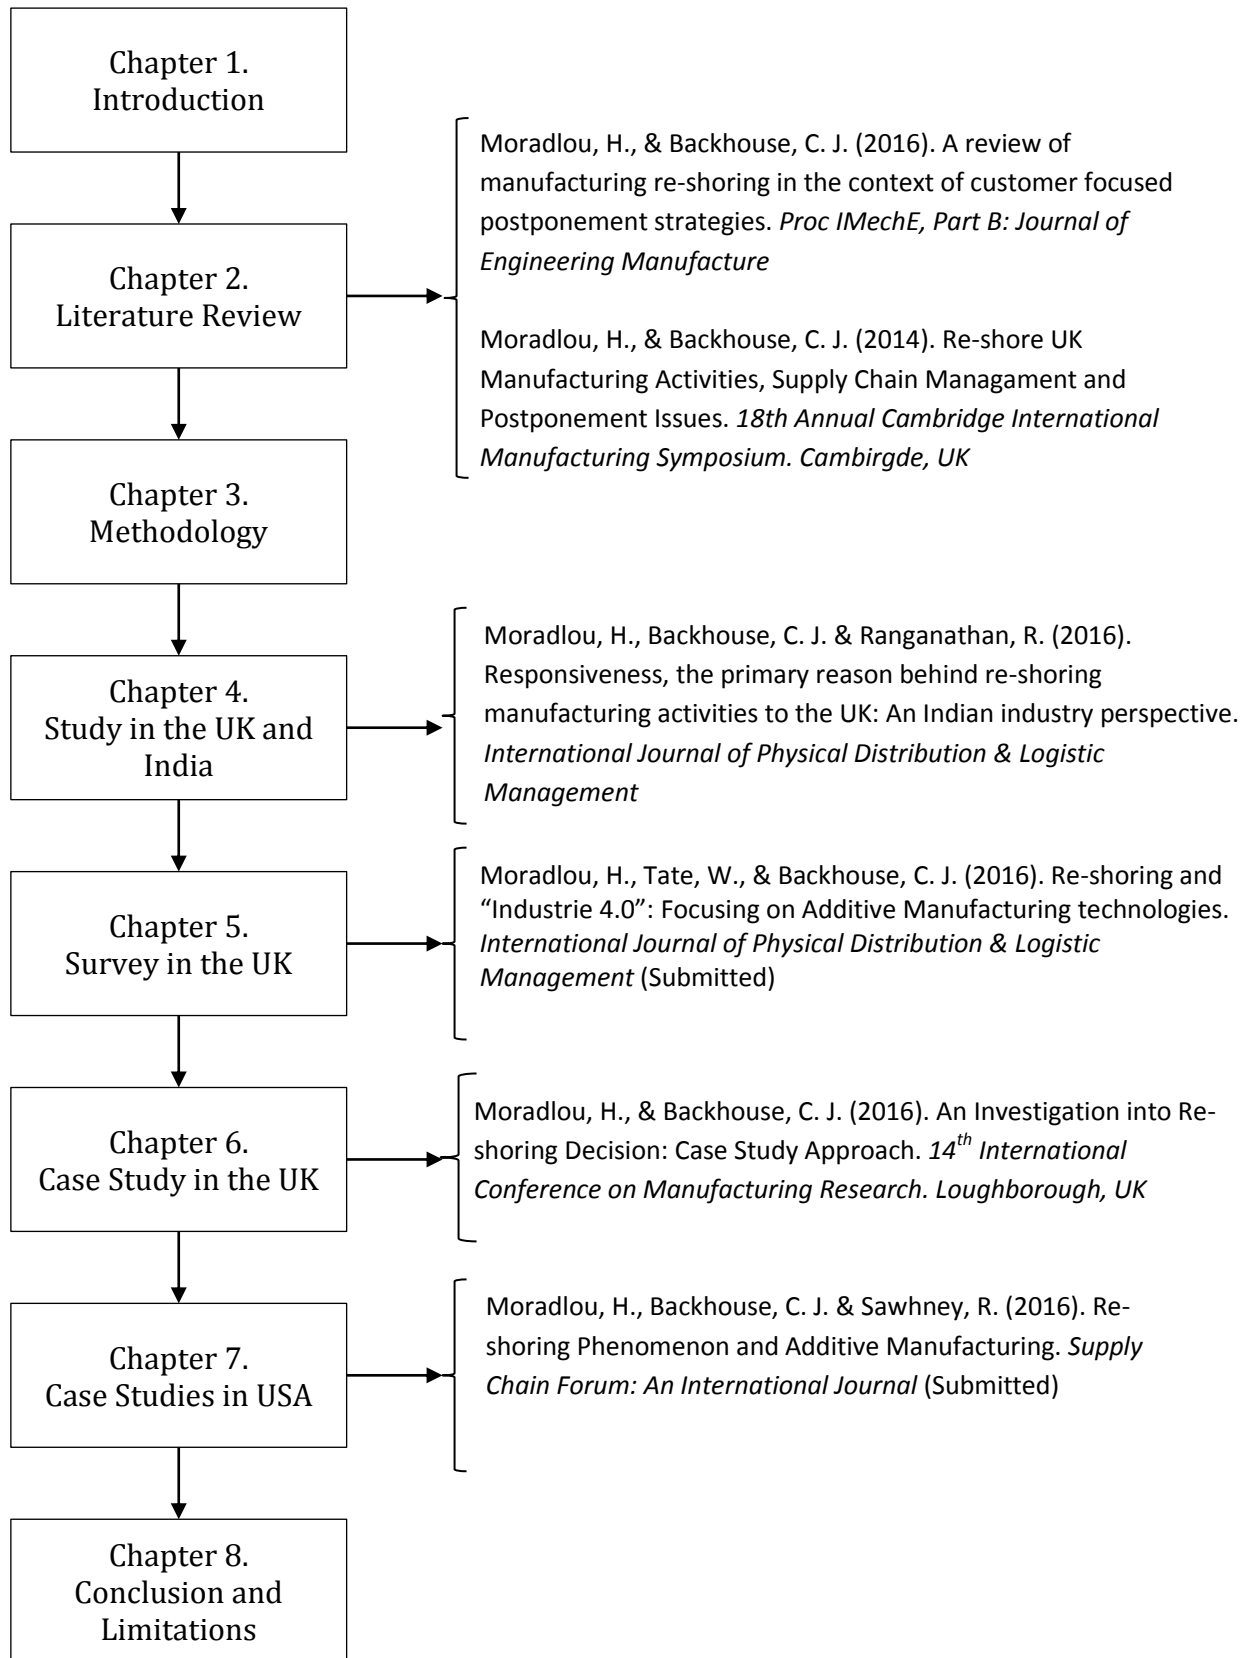 Chapter 1.
Introduction
Chapter 2.
Literature Review
Moradlou, H., & Backhouse, C. J. (2016). A review of
manufacturing re-shoring in the context of customer focused
postponement strategies. Proc IMechE, Part B: Journal of
Engineering Manufacture
Moradlou, H., & Backhouse, C. J. (2014). Re-shore UK
Manufacturing Activities, Supply Chain Managament and
Postponement Issues. 18th Annual Cambridge International
Manufacturing Symposium. Cambirgde, UK
Chapter 3.
Methodology
Chapter 4.
Study in the UK and
India
Moradlou, H., Backhouse, C. J. & Ranganathan, R. (2016).
Responsiveness, the primary reason behind re-shoring
manufacturing activities to the UK: An Indian industry perspective.
International Journal of Physical Distribution & Logistic
Management
Chapter 5.
Survey in the UK
Moradlou, H., Tate, W., & Backhouse, C. J. (2016). Re-shoring and
“Industrie 4.0”: Focusing on Additive Manufacturing technologies.
International Journal of Physical Distribution & Logistic
Management (Submitted)
Chapter 6.
Case Study in the UK
Moradlou, H., & Backhouse, C. J. (2016). An Investigation into Re-
shoring Decision: Case Study Approach. 14th International
Conference on Manufacturing Research. Loughborough, UK
Chapter 7.
Case Studies in USA
Moradlou, H., Backhouse, C. J. & Sawhney, R. (2016). Re-
shoring Phenomenon and Additive Manufacturing. Supply
Chain Forum: An International Journal (Submitted)
Chapter 8.
Conclusion and
Limitations